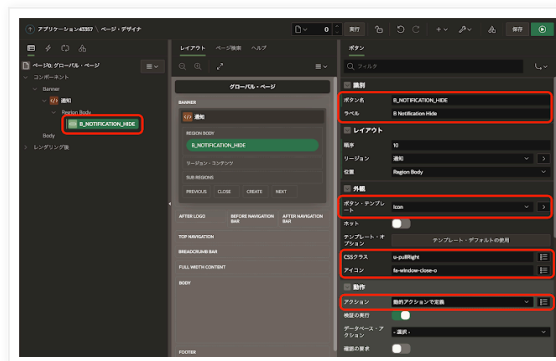 アプリケーション43357 \ ページ・デザイナ
0
実行
保存
レイアウト ページ検索 ヘルプ
ボタン
ページ0: グローバル・ページ
コンポーネント
Banner
通知
Region Body
B_NOTIFICATION_HIDE
Body
レンダリング後
グローバル・ページ
BANNER
通知
REGION BODY
B_NOTIFICATION_HIDE
リージョン・コンテンツ
SUB REGIONS
PREVIOUS CLOSE CREATE NEXT
AFTER LOGO
BEFORE NAVIGATION BAR
AFTER NAVIGATION BAR
TOP NAVIGATION
BREADCRUMB BAR
FULL WIDTH CONTENT
BODY
FOOTER
フィルタ
識別
ボタン名 B_NOTIFICATION_HIDE
ラベル B Notification Hide
レイアウト
順序 10
リージョン 通知
位置 Region Body
外観
ボタン・テンプレート Icon
ホット
テンプレート・オプション テンプレート・デフォルトの使用
CSSクラス u-pullRight
アイコン fa-window-close-o
動作
アクション 動的アクションで定義
検証の実行
データベース・アクション - 選択 -
確認の要求